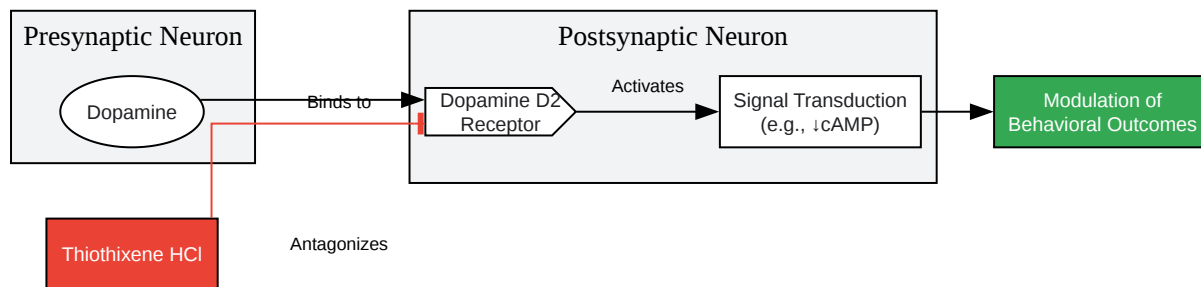 Presynaptic Neuron
Postsynaptic Neuron
Dopamine
Binds to
Dopamine D2
Receptor
Activates
Signal Transduction
(e.g., ↓cAMP)
Modulation of
Behavioral Outcomes
Thiothixene HCl
Antagonizes